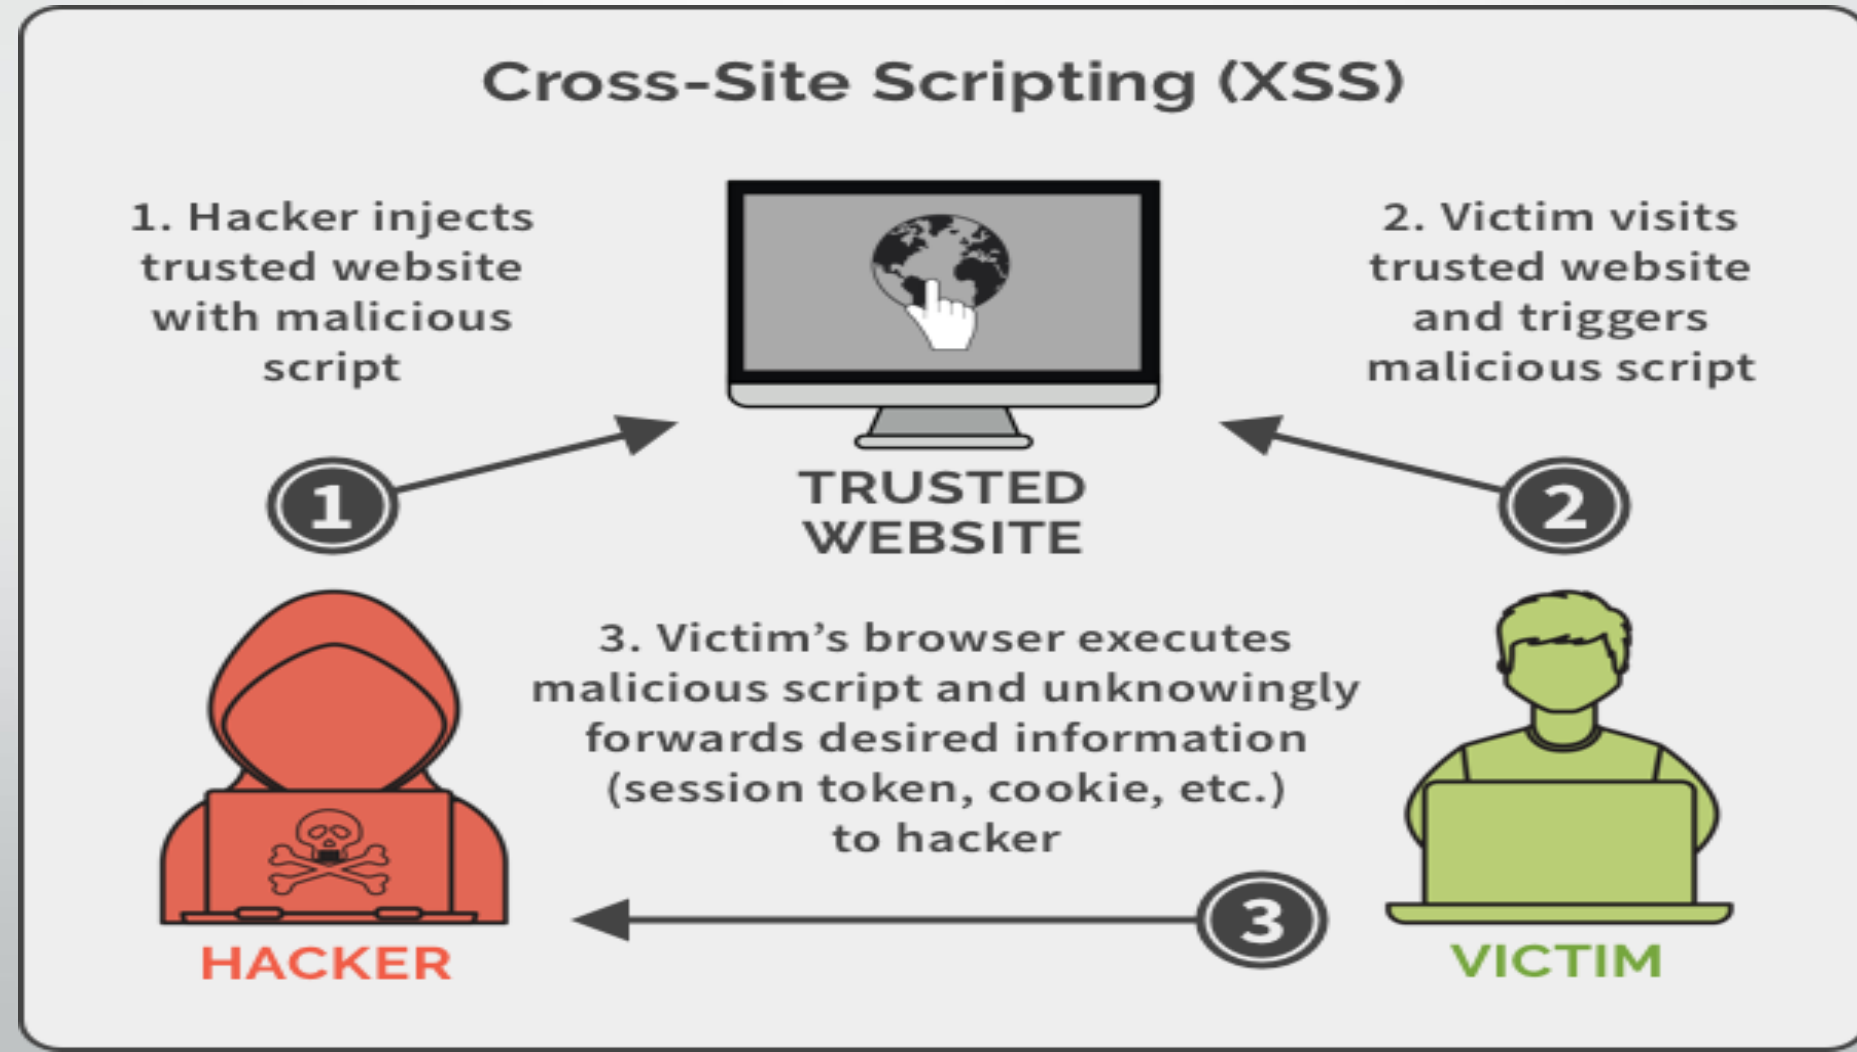 Cross-Site Scripting (XSS)
1. Hacker injects
trusted website
with malicious
script
2. Victim visits
trusted website
and triggers
malicious script
1
2
TRUSTED
WEBSITE
3. Victim’s browser executes
malicious script and unknowingly
forwards desired information
(session token, cookie, etc.)
to hacker
3
HACKER
VICTIM